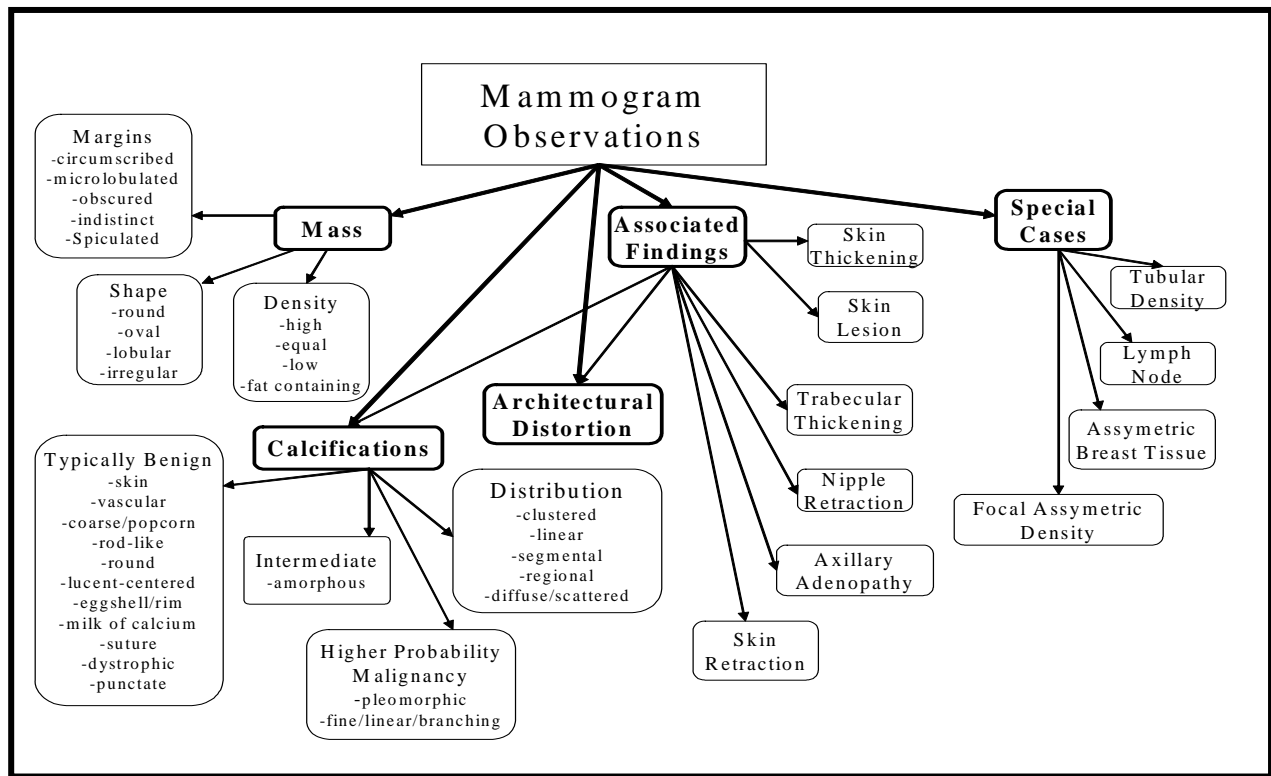 Mammogram
Observations
Margins
-circumscribed
-microlobulated
-obscured
-indistinct
-Spiculated
Mass
Shape
-round
-oval
-lobular
-irregular
Density
-high
-equal
-low
-fat containing
Associated
Findings
Skin
Thickening
Skin
Lesion
Trabecular
Thickening
Nipple
Retraction
Axillary
Adenopathy
Skin
Retraction
Special
Cases
Tubular
Density
Lymph
Node
Assymetric
Breast Tissue
Focal Assymetric
Density
Architectural
Distortion
Calcifications
Typically Benign
-skin
-vascular
-coarse/popcorn
-rod-like
-round
-lucent-centered
-eggshell/rim
-milk of calcium
-suture
-dystrophic
-punctate
Intermediate
-amorphous
Higher Probability
Malignancy
-pleomorphic
-fine/linear/branching
Distribution
-clustered
-linear
-segmental
-regional
-diffuse/scattered